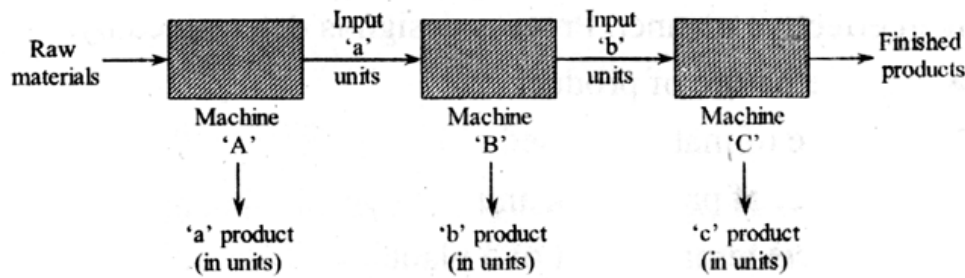 Raw
materials
Input
‘a’
units
Input
‘b’
units
Finished
products
Machine
‘A’
Machine
‘B’
Machine
‘C’
‘a’ product
(in units)
‘b’ product
(in units)
‘c’ product
(in units)